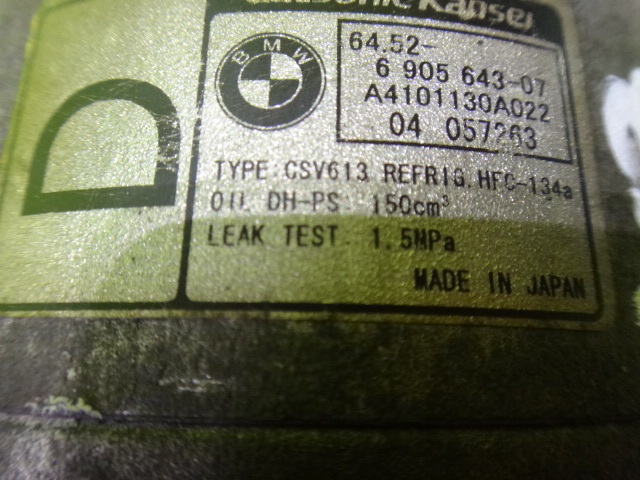 D
BMW
64.52-
6 905 643-07
A4101130A022
04 057263
TYPE:CSV613 REFRIG.HFC-134a
OIL DH-PS: 150cm³
LEAK TEST 1.5MPa
MADE IN JAPAN